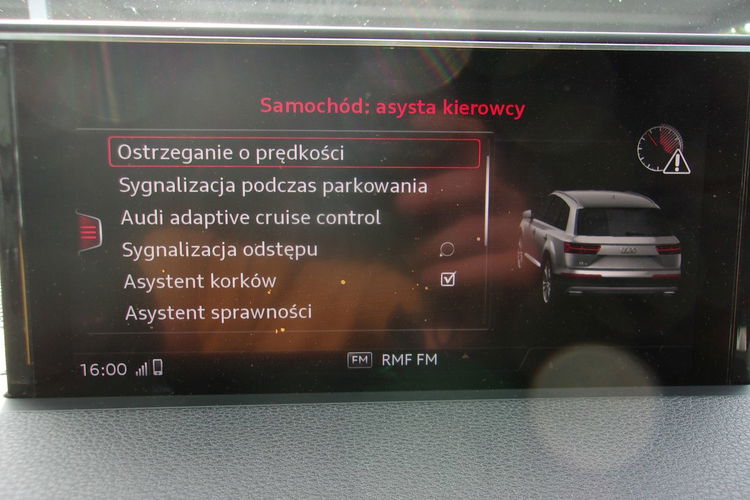 Samochód: asysta kierowcy
Ostrzeganie o prędkości
Sygnalizacja podczas parkowania
Audi adaptive cruise control
Sygnalizacja odstępu
Asystent korków
Asystent sprawności
16:00
FM RMF FM